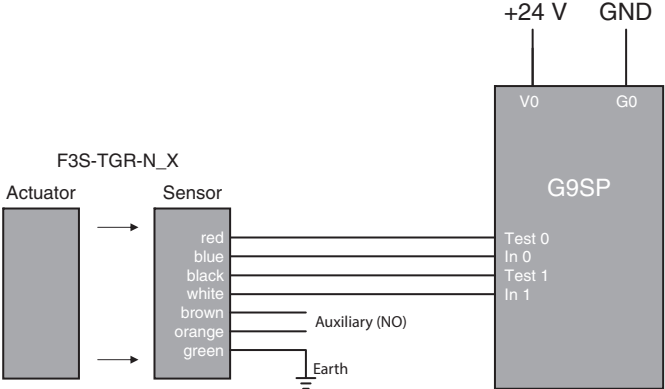 +24 V GND
V0 G0
F3S-TGR-N_X
Actuator Sensor
G9SP
red Test 0
blue In 0
black Test 1
white In 1
brown
Auxiliary (NO)
orange
green
Earth